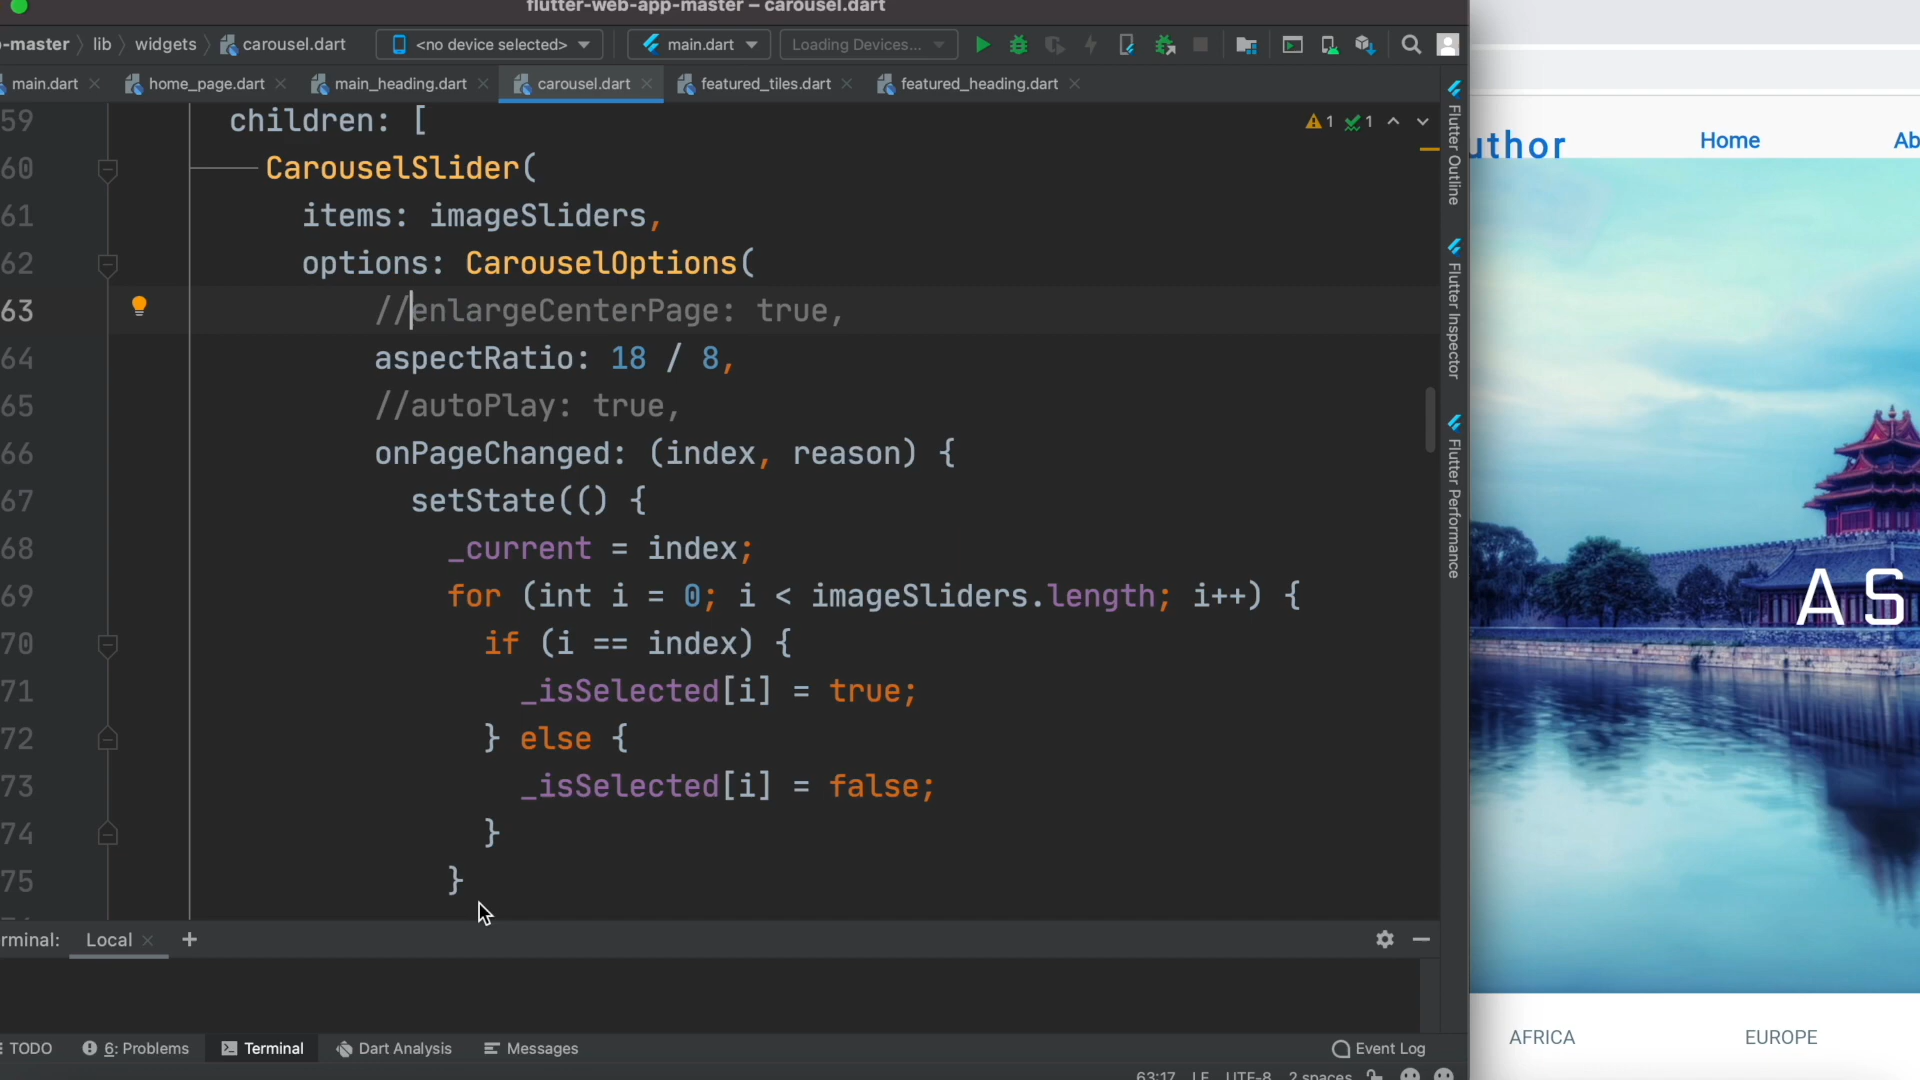 flutter-web-app-master – carousel.dart
-master lib widgets carousel.dart <no device selected> main.dart Loading Devices...
main.dart home_page.dart main_heading.dart carousel.dart featured_tiles.dart featured_heading.dart
59 children: [
1 1
60 CarouselSlider(
61 items: imageSliders,
62 options: CarouselOptions(
63 //enlargeCenterPage: true,
64 aspectRatio: 18 / 8,
65 //autoPlay: true,
66 onPageChanged: (index, reason) {
67 setState(() {
68 _current = index;
69 for (int i = 0; i < imageSliders.length; i++) {
70 if (i == index) {
71 _isSelected[i] = true;
72 } else {
73 _isSelected[i] = false;
74 }
75 }
Flutter Outline
Flutter Inspector
Flutter Performance
rminal: Local +
TODO 6: Problems Terminal Dart Analysis Messages Event Log
63:17 LF UTF-8 2 spaces
uthor Home Ab
AS
AFRICA EUROPE